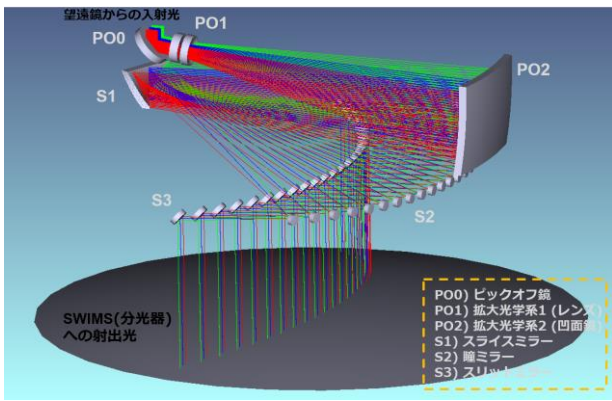 望遠鏡からの入射光
PO0
PO1
PO2
S1
S3
S2
SWIMS(分光器)
への射出光
PO0) ピックオフ鏡
PO1) 拡大光学系1 (レンズ)
PO2) 拡大光学系2 (凹面鏡)
S1) スライスミラー
S2) 瞳ミラー
S3) スリットミラー